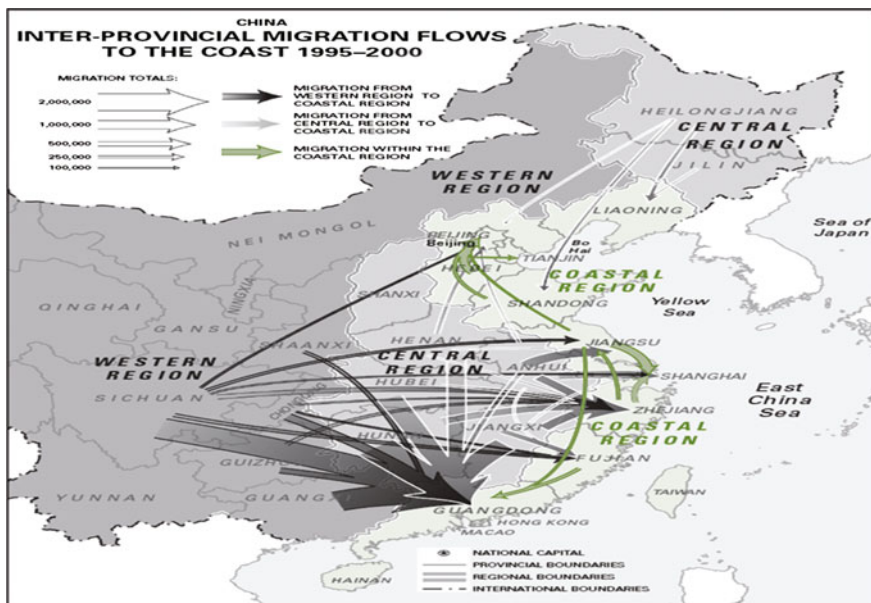 CHINA
INTER-PROVINCIAL MIGRATION FLOWS
TO THE COAST 1995–2000
MIGRATION TOTALS:
2,000,000
1,000,000
500,000
250,000
100,000
MIGRATION FROM
WESTERN REGION TO
COASTAL REGION
MIGRATION FROM
CENTRAL REGION TO
COASTAL REGION
MIGRATION WITHIN THE
COASTAL REGION
HEILONGJIANG
CENTRAL
REGION
JILIN
WESTERN
REGION
LIAONING
Sea of
Japan
NEI MONGOL
BEIJING
Beijing
Bo
Hai
TIANJIN
HEBEI
COASTAL
REGION
NINGXIA
SHANXI
SHANDONG
Yellow
Sea
QINGHAI
GANSU
SHAANXI
HENAN
JIANGSU
WESTERN
REGION
CENTRAL
REGION
ANHUI
SHANGHAI
SICHUAN
HUBEI
East
China
Sea
CHONGQING
ZHEJIANG
HUNAN
JIANGXI
COASTAL
REGION
GUIZHOU
FUJIAN
YUNNAN
GUANGXI
TAIWAN
GUANGDONG
HONG KONG
MACAO
HAINAN
NATIONAL CAPITAL
PROVINCIAL BOUNDARIES
REGIONAL BOUNDARIES
INTERNATIONAL BOUNDARIES